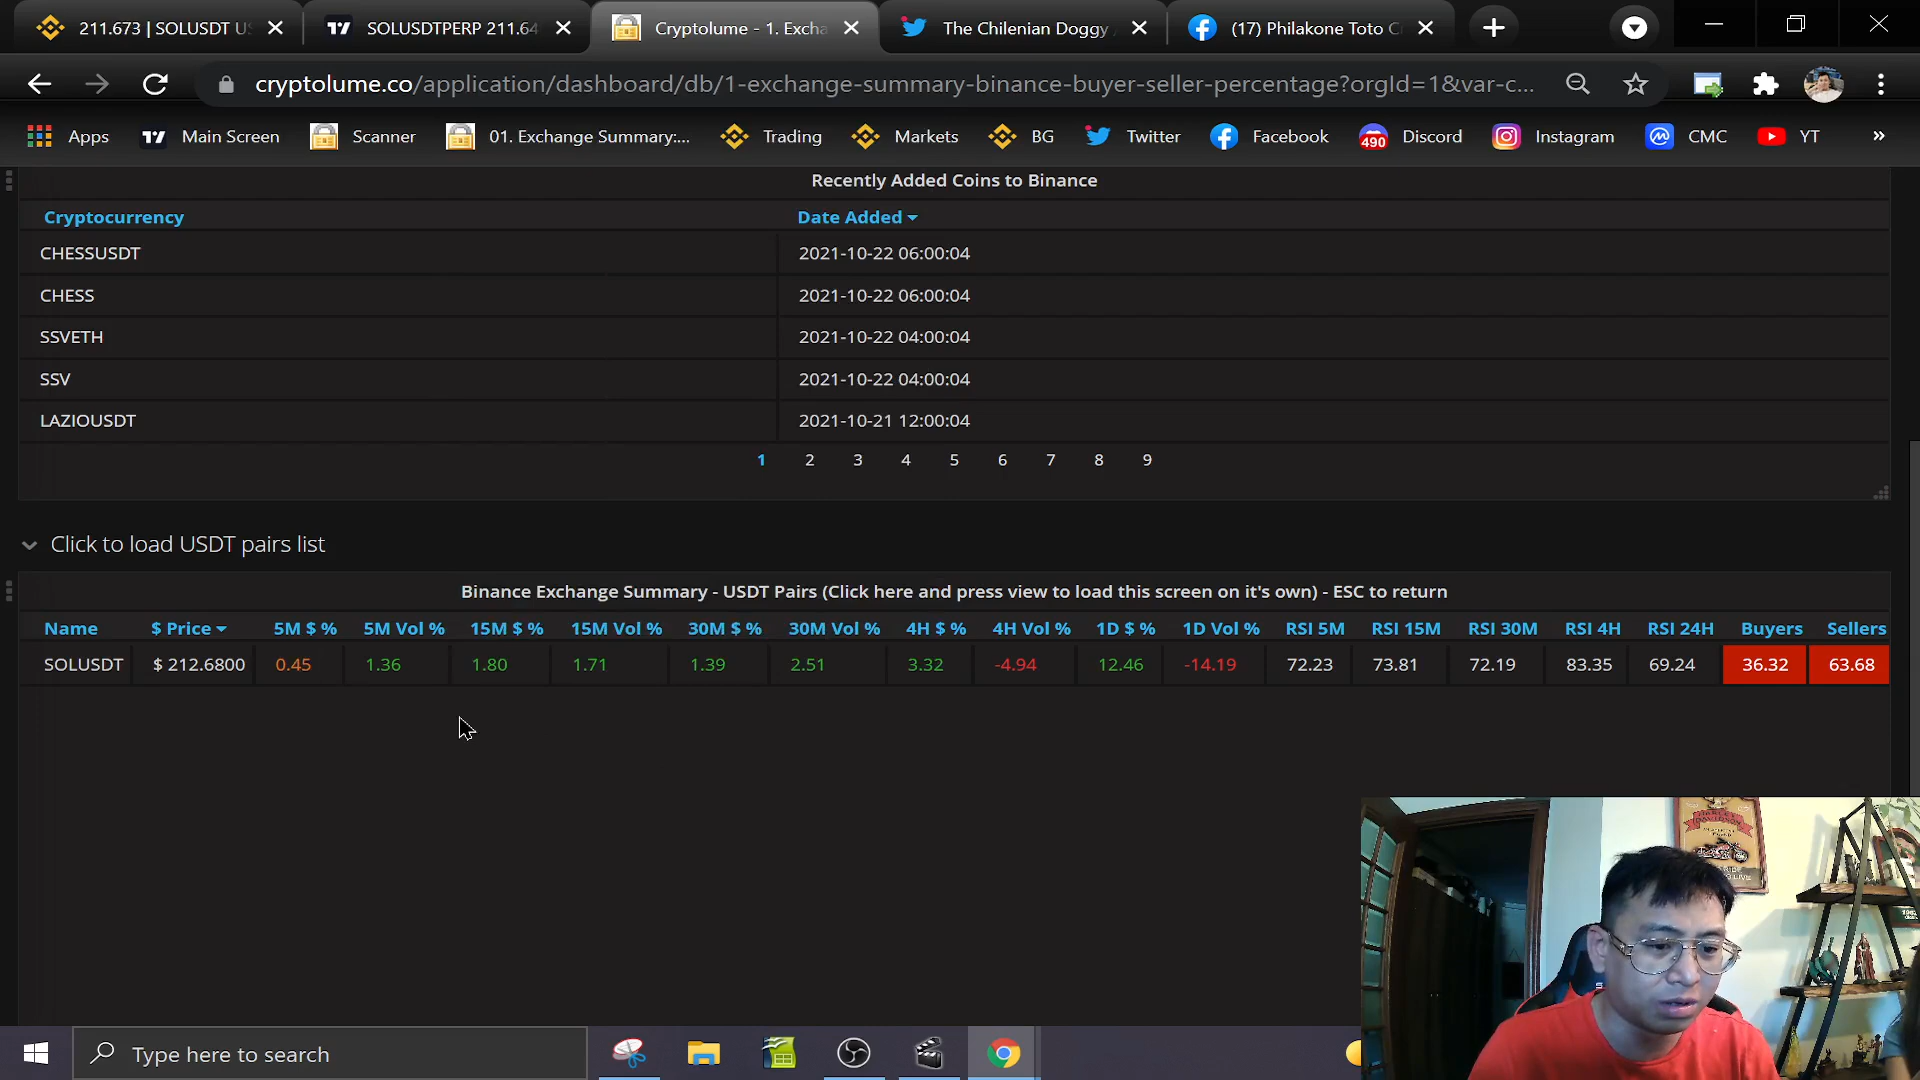 211.673 | SOLUSDT U
SOLUSDTPERP 211.64
Cryptolume - 1. Excha
The Chilenian Doggy
(17) Philakone Toto C
cryptolume.co/application/dashboard/db/1-exchange-summary-binance-buyer-seller-percentage?orgId=1&var-c...
Apps Main Screen Scanner 01. Exchange Summary:... Trading Markets BG Twitter Facebook 490 Discord Instagram CMC YT »
Recently Added Coins to Binance
Cryptocurrency Date Added
CHESSUSDT 2021-10-22 06:00:04
CHESS 2021-10-22 06:00:04
SSVETH 2021-10-22 04:00:04
SSV 2021-10-22 04:00:04
LAZIOUSDT 2021-10-21 12:00:04
1 2 3 4 5 6 7 8 9
Click to load USDT pairs list
Binance Exchange Summary - USDT Pairs (Click here and press view to load this screen on it's own) - ESC to return
Name $ Price 5M $ % 5M Vol % 15M $ % 15M Vol % 30M $ % 30M Vol % 4H $ % 4H Vol % 1D $ % 1D Vol % RSI 5M RSI 15M RSI 30M RSI 4H RSI 24H Buyers Sellers
SOLUSDT $ 212.6800 0.45 1.36 1.80 1.71 1.39 2.51 3.32 -4.94 12.46 -14.19 72.23 73.81 72.19 83.35 69.24 36.32 63.68
Type here to search